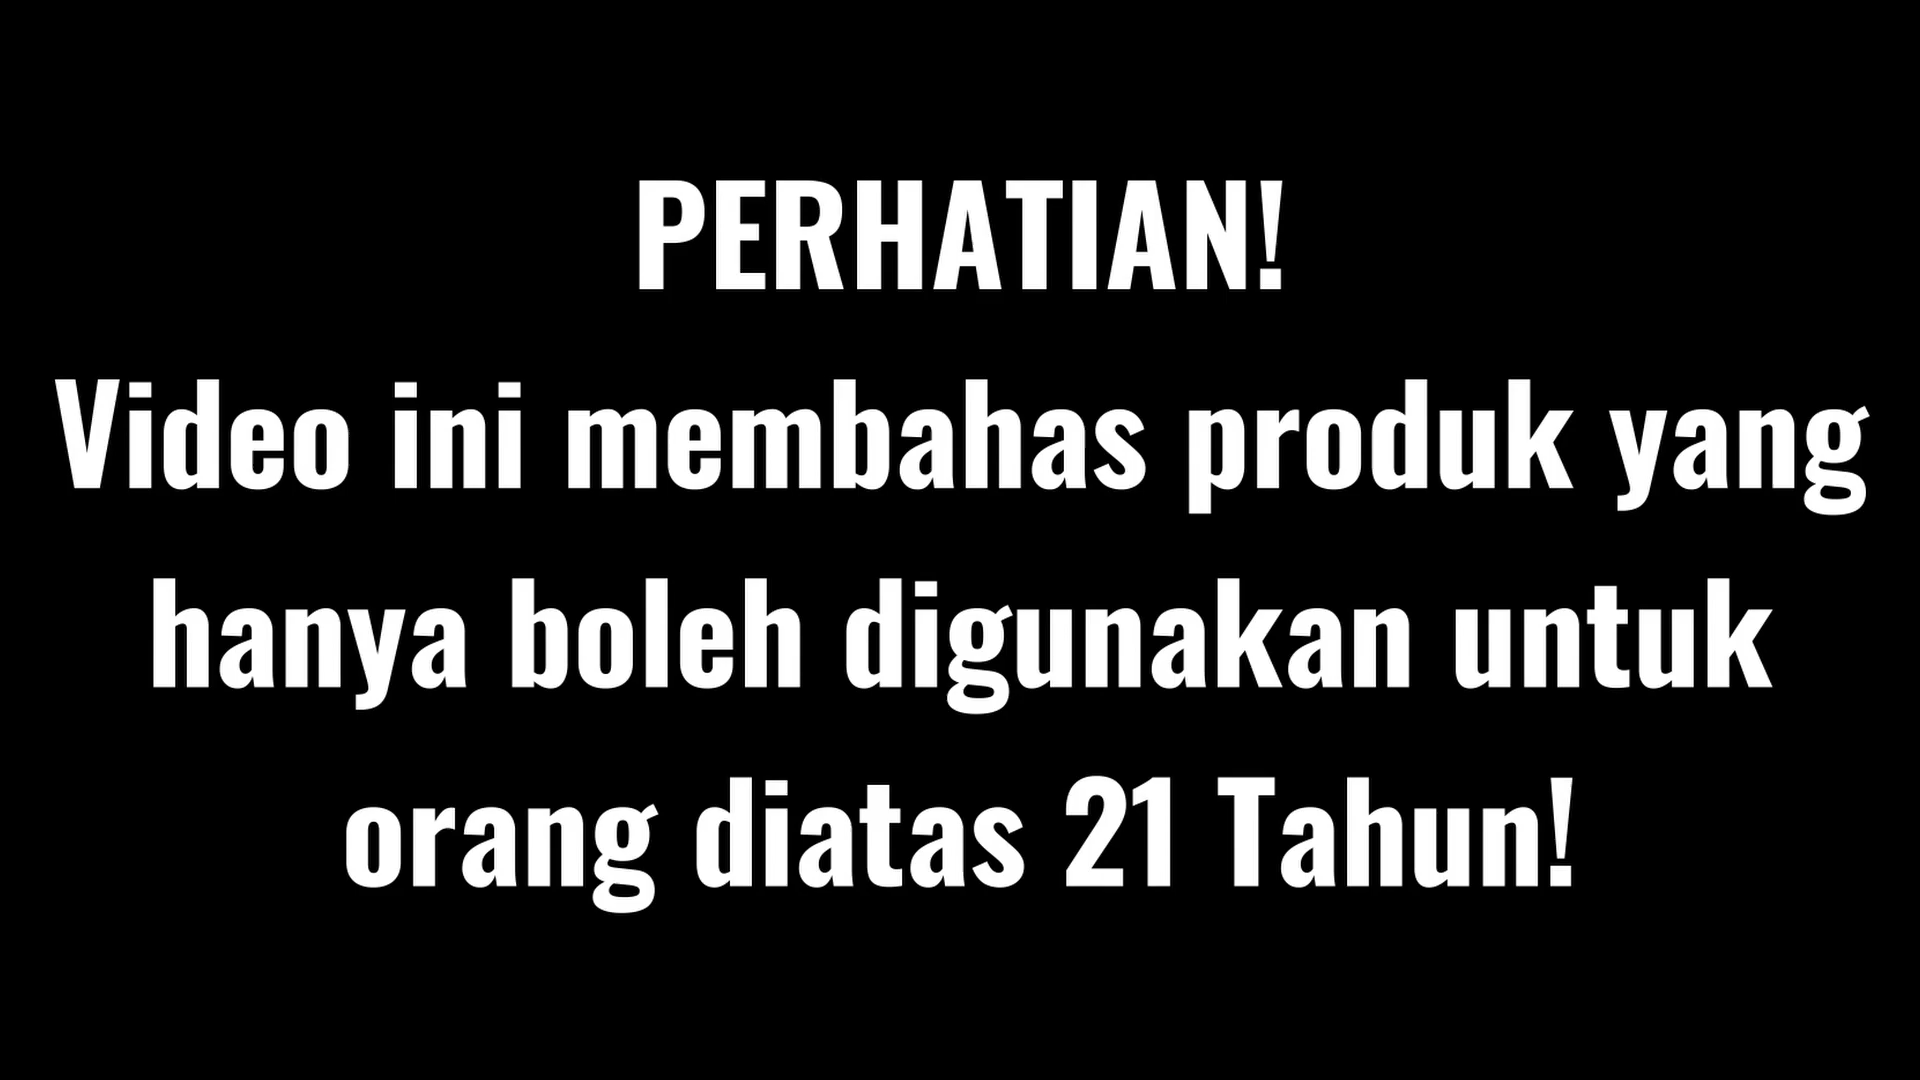 PERHATIAN!
Video ini membahas produk yang
hanya boleh digunakan untuk
orang diatas 21 Tahun!